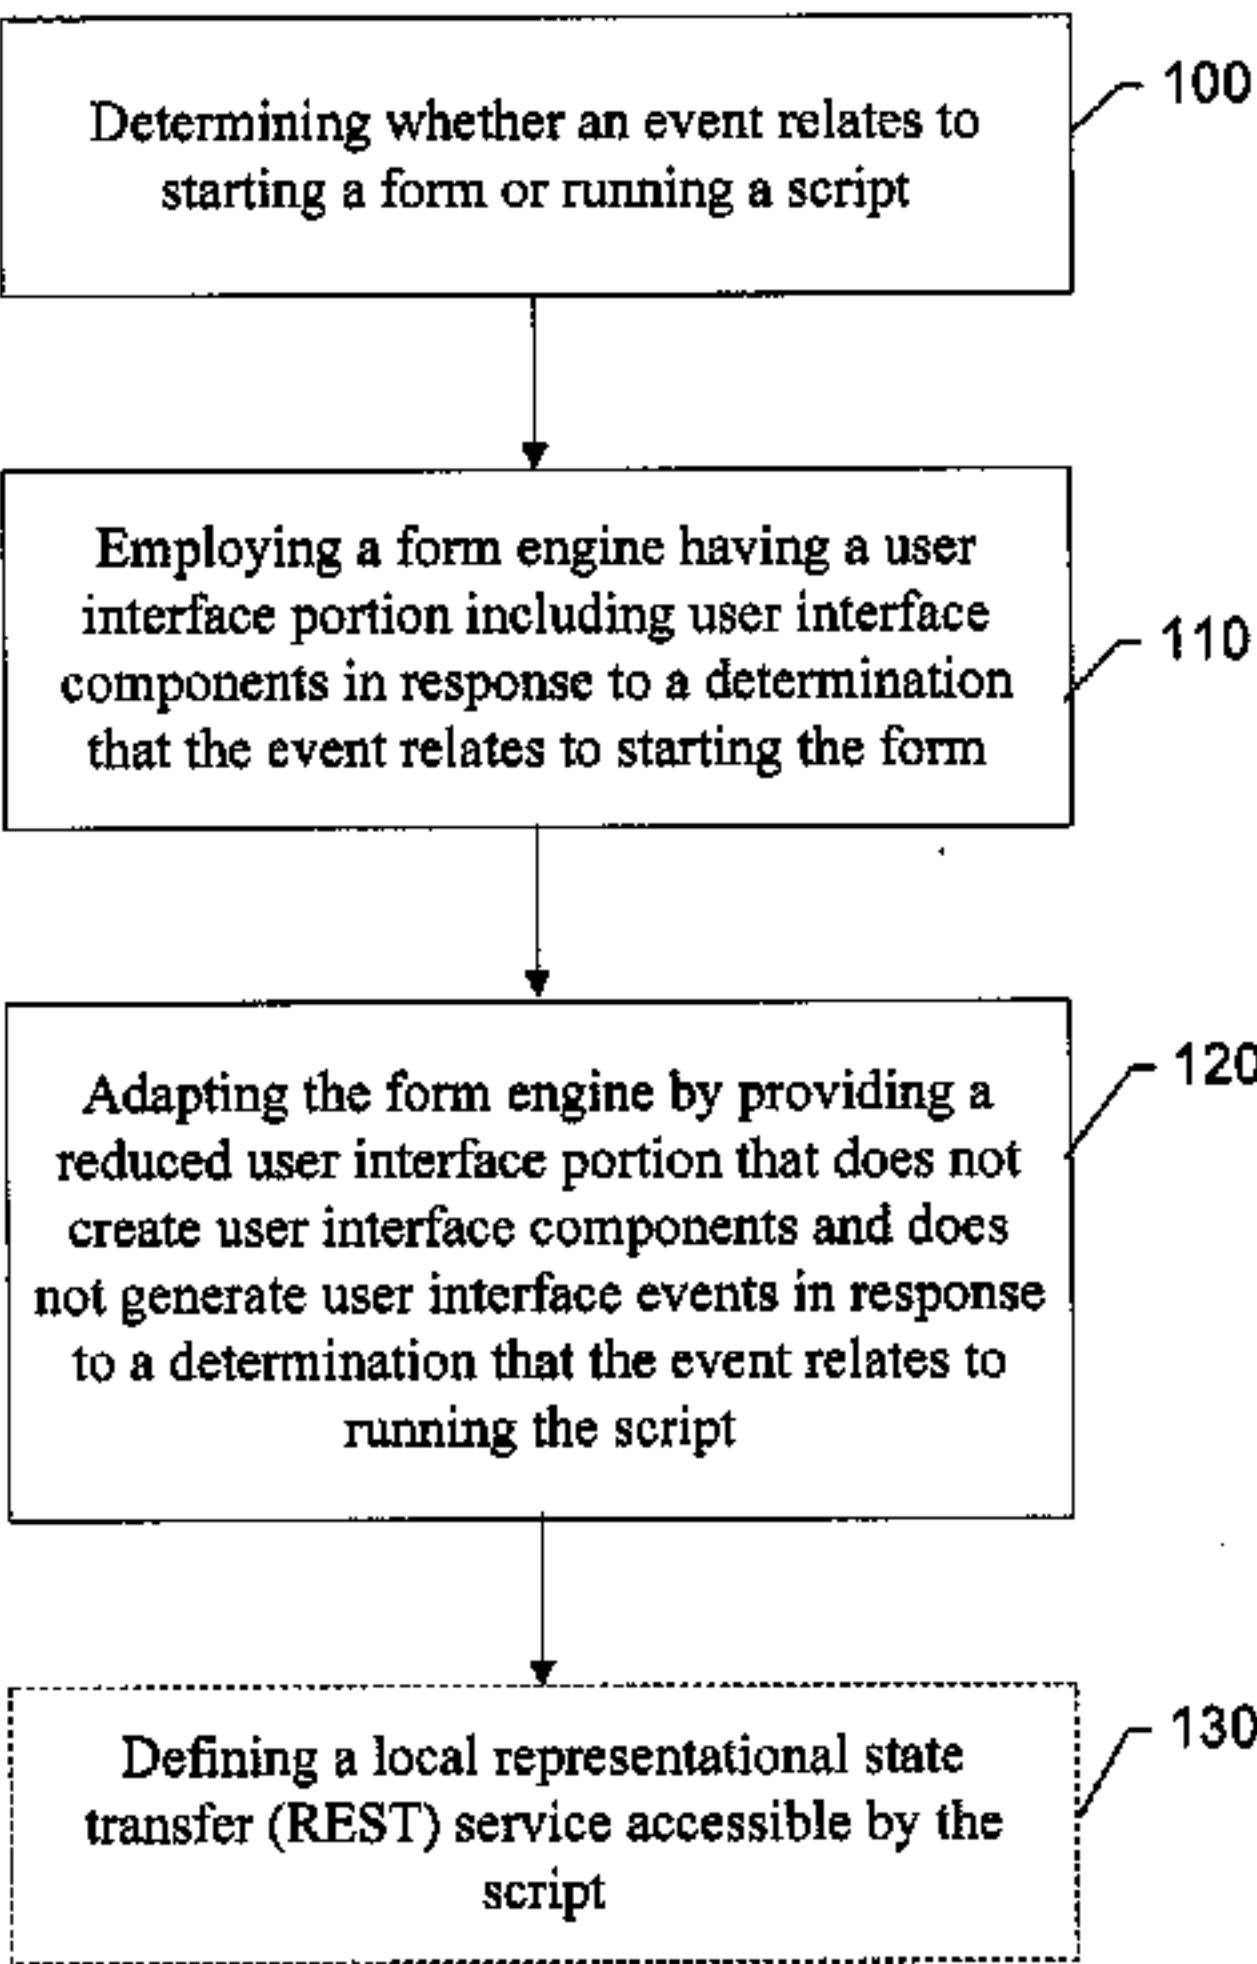 Determining whether an event relates to
starting a form or running a script
100
Employing a form engine having a user
interface portion including user interface
components in response to a determination
that the event relates to starting the form
110
Adapting the form engine by providing a
reduced user interface portion that does not
create user interface components and does
not generate user interface events in response
to a determination that the event relates to
running the script
120
Defining a local representational state
transfer (REST) service accessible by the
script
130